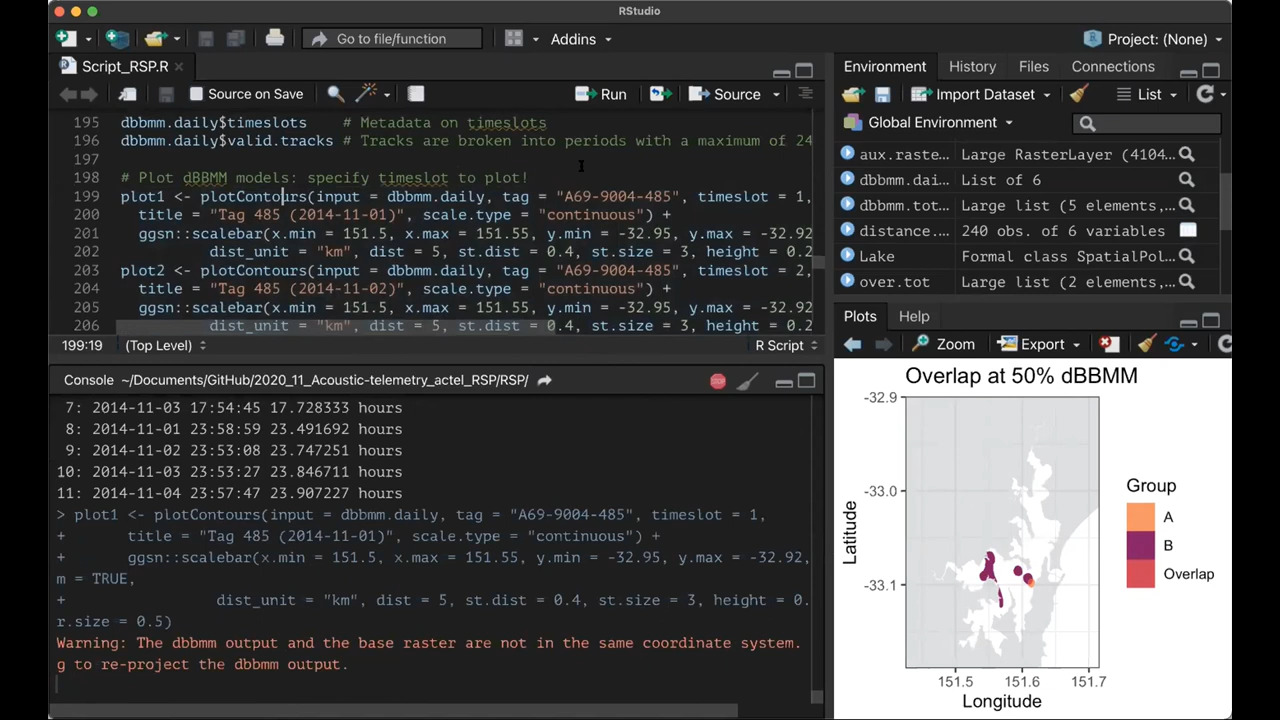 RStudio
Go to file/function
Addins
Project: (None)
Script_RSP.R
Source on Save
Run
Source
195 dbbmm.daily$timeslots # Metadata on timeslots
196 dbbmm.daily$valid.tracks # Tracks are broken into periods with a maximum of 24
197
198 # Plot dBBMM models: specify timeslot to plot!
199 plot1 <- plotContours(input = dbbmm.daily, tag = "A69-9004-485", timeslot = 1,
200 title = "Tag 485 (2014-11-01)", scale.type = "continuous") +
201 ggsn::scalebar(x.min = 151.5, x.max = 151.55, y.min = -32.95, y.max = -32.92
202 dist_unit = "km", dist = 5, st.dist = 0.4, st.size = 3, height = 0.2
203 plot2 <- plotContours(input = dbbmm.daily, tag = "A69-9004-485", timeslot = 2,
204 title = "Tag 485 (2014-11-02)", scale.type = "continuous") +
205 ggsn::scalebar(x.min = 151.5, x.max = 151.55, y.min = -32.95, y.max = -32.92
206 dist_unit = "km", dist = 5, st.dist = 0.4, st.size = 3, height = 0.2
199:19 (Top Level) R Script
Console ~/Documents/GitHub/2020_11_Acoustic-telemetry_actel_RSP/RSP/
7: 2014-11-03 17:54:45 17.728333 hours
8: 2014-11-01 23:58:51 23.491692 hours
9: 2014-11-02 23:53:08 23.747251 hours
10: 2014-11-03 23:53:27 23.846711 hours
11: 2014-11-04 23:57:47 23.907227 hours
> plot1 <- plotContours(input = dbbmm.daily, tag = "A69-9004-485", timeslot = 1,
+ title = "Tag 485 (2014-11-01)", scale.type = "continuous") +
+ ggsn::scalebar(x.min = 151.5, x.max = 151.55, y.min = -32.95, y.max = -32.92,
m = TRUE,
+ dist_unit = "km", dist = 5, st.dist = 0.4, st.size = 3, height = 0.
r.size = 0.5)
Warning: The dbbmm output and the base raster are not in the same coordinate system.
g to re-project the dbbmm output.
Environment History Files Connections
Import Dataset
List
Global Environment
aux.raste... Large RasterLayer (4104...
dbbmm.dai... List of 6
dbbmm.tot... Large list (5 elements,...
distance.... 240 obs. of 6 variables
Lake Formal class SpatialPol...
over.tot Large list (2 elements,...
Plots Help
Zoom
Export
Overlap at 50% dBBMM
-32.9
-33.0
-33.1
Latitude
151.5 151.6 151.7
Longitude
Group
A
B
Overlap